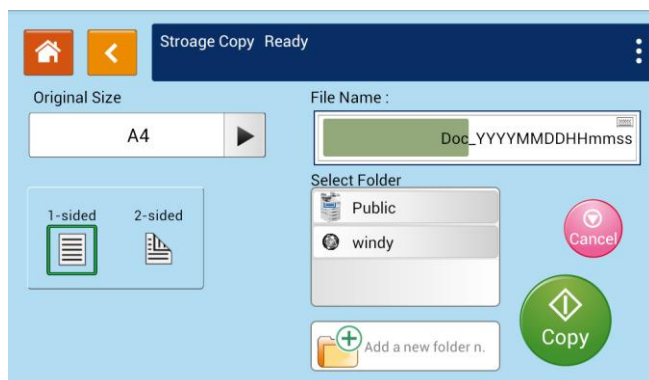 Stroage Copy Ready
Original Size
A4
File Name :
Doc_YYYYMMDDHHmmss
1-sided
2-sided
Select Folder
Public
windy
Cancel
Add a new folder n.
Copy